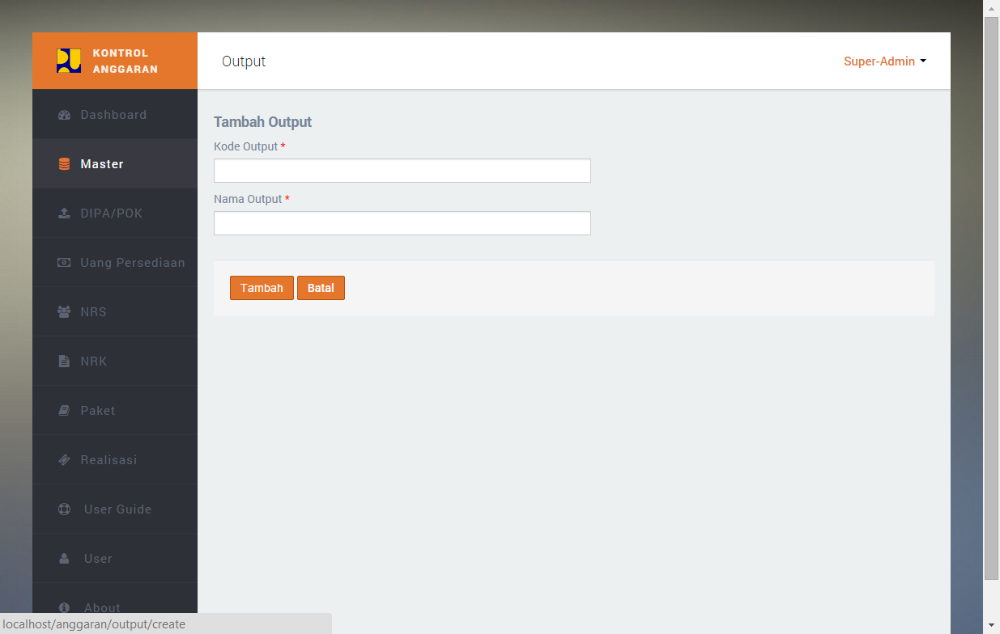 KONTROL
ANGGARAN
Output
Super-Admin
Dashboard
Master
DIPA/POK
Uang Persediaan
NRS
NRK
Paket
Realisasi
User Guide
User
About
Tambah Output
Kode Output *
Nama Output *
Tambah
Batal
localhost/anggaran/output/create